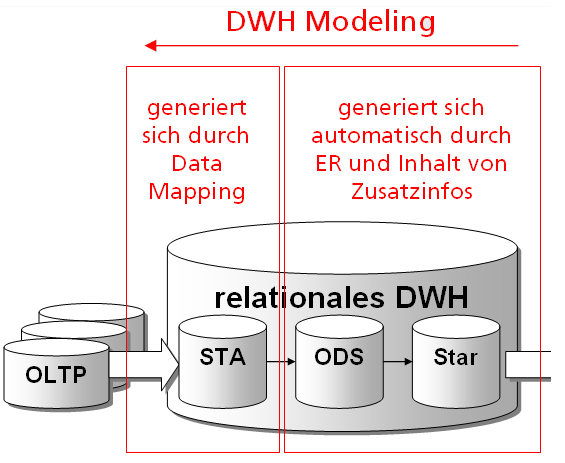 DWH Modeling
generiert
sich durch
Data
Mapping
generiert sich
automatisch durch
ER und Inhalt von
Zusatzinfos
relationales DWH
OLTP
STA
ODS
Star